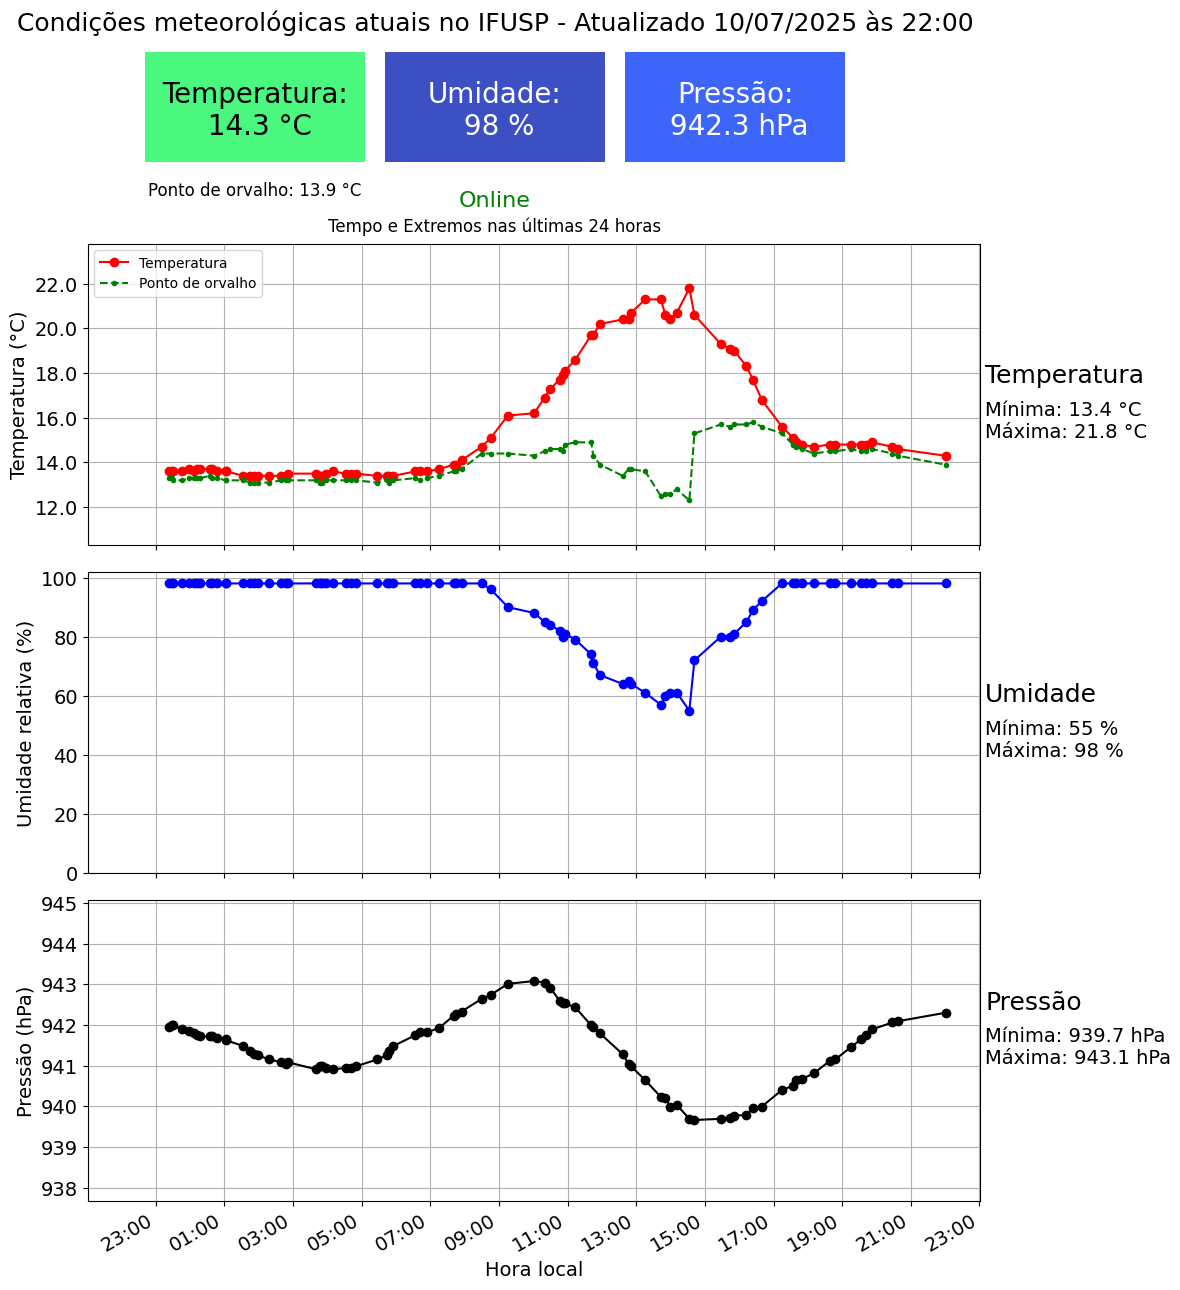 Condições meteorológicas atuais no IFUSP - Atualizado 10/07/2025 às 22:00
Temperatura:
14.3 °C
Umidade:
98 %
Pressão:
942.3 hPa
Ponto de orvalho: 13.9 °C
Online
Tempo e Extremos nas últimas 24 horas
Temperatura
Ponto de orvalho
Temperatura (°C)
22.0
20.0
18.0
16.0
14.0
12.0
Temperatura
Mínima: 13.4 °C
Máxima: 21.8 °C
Umidade relativa (%)
100
80
60
40
20
0
Umidade
Mínima: 55 %
Máxima: 98 %
Pressão (hPa)
945
944
943
942
941
940
939
938
Pressão
Mínima: 939.7 hPa
Máxima: 943.1 hPa
23:00
01:00
03:00
05:00
07:00
09:00
11:00
13:00
15:00
17:00
19:00
21:00
23:00
Hora local